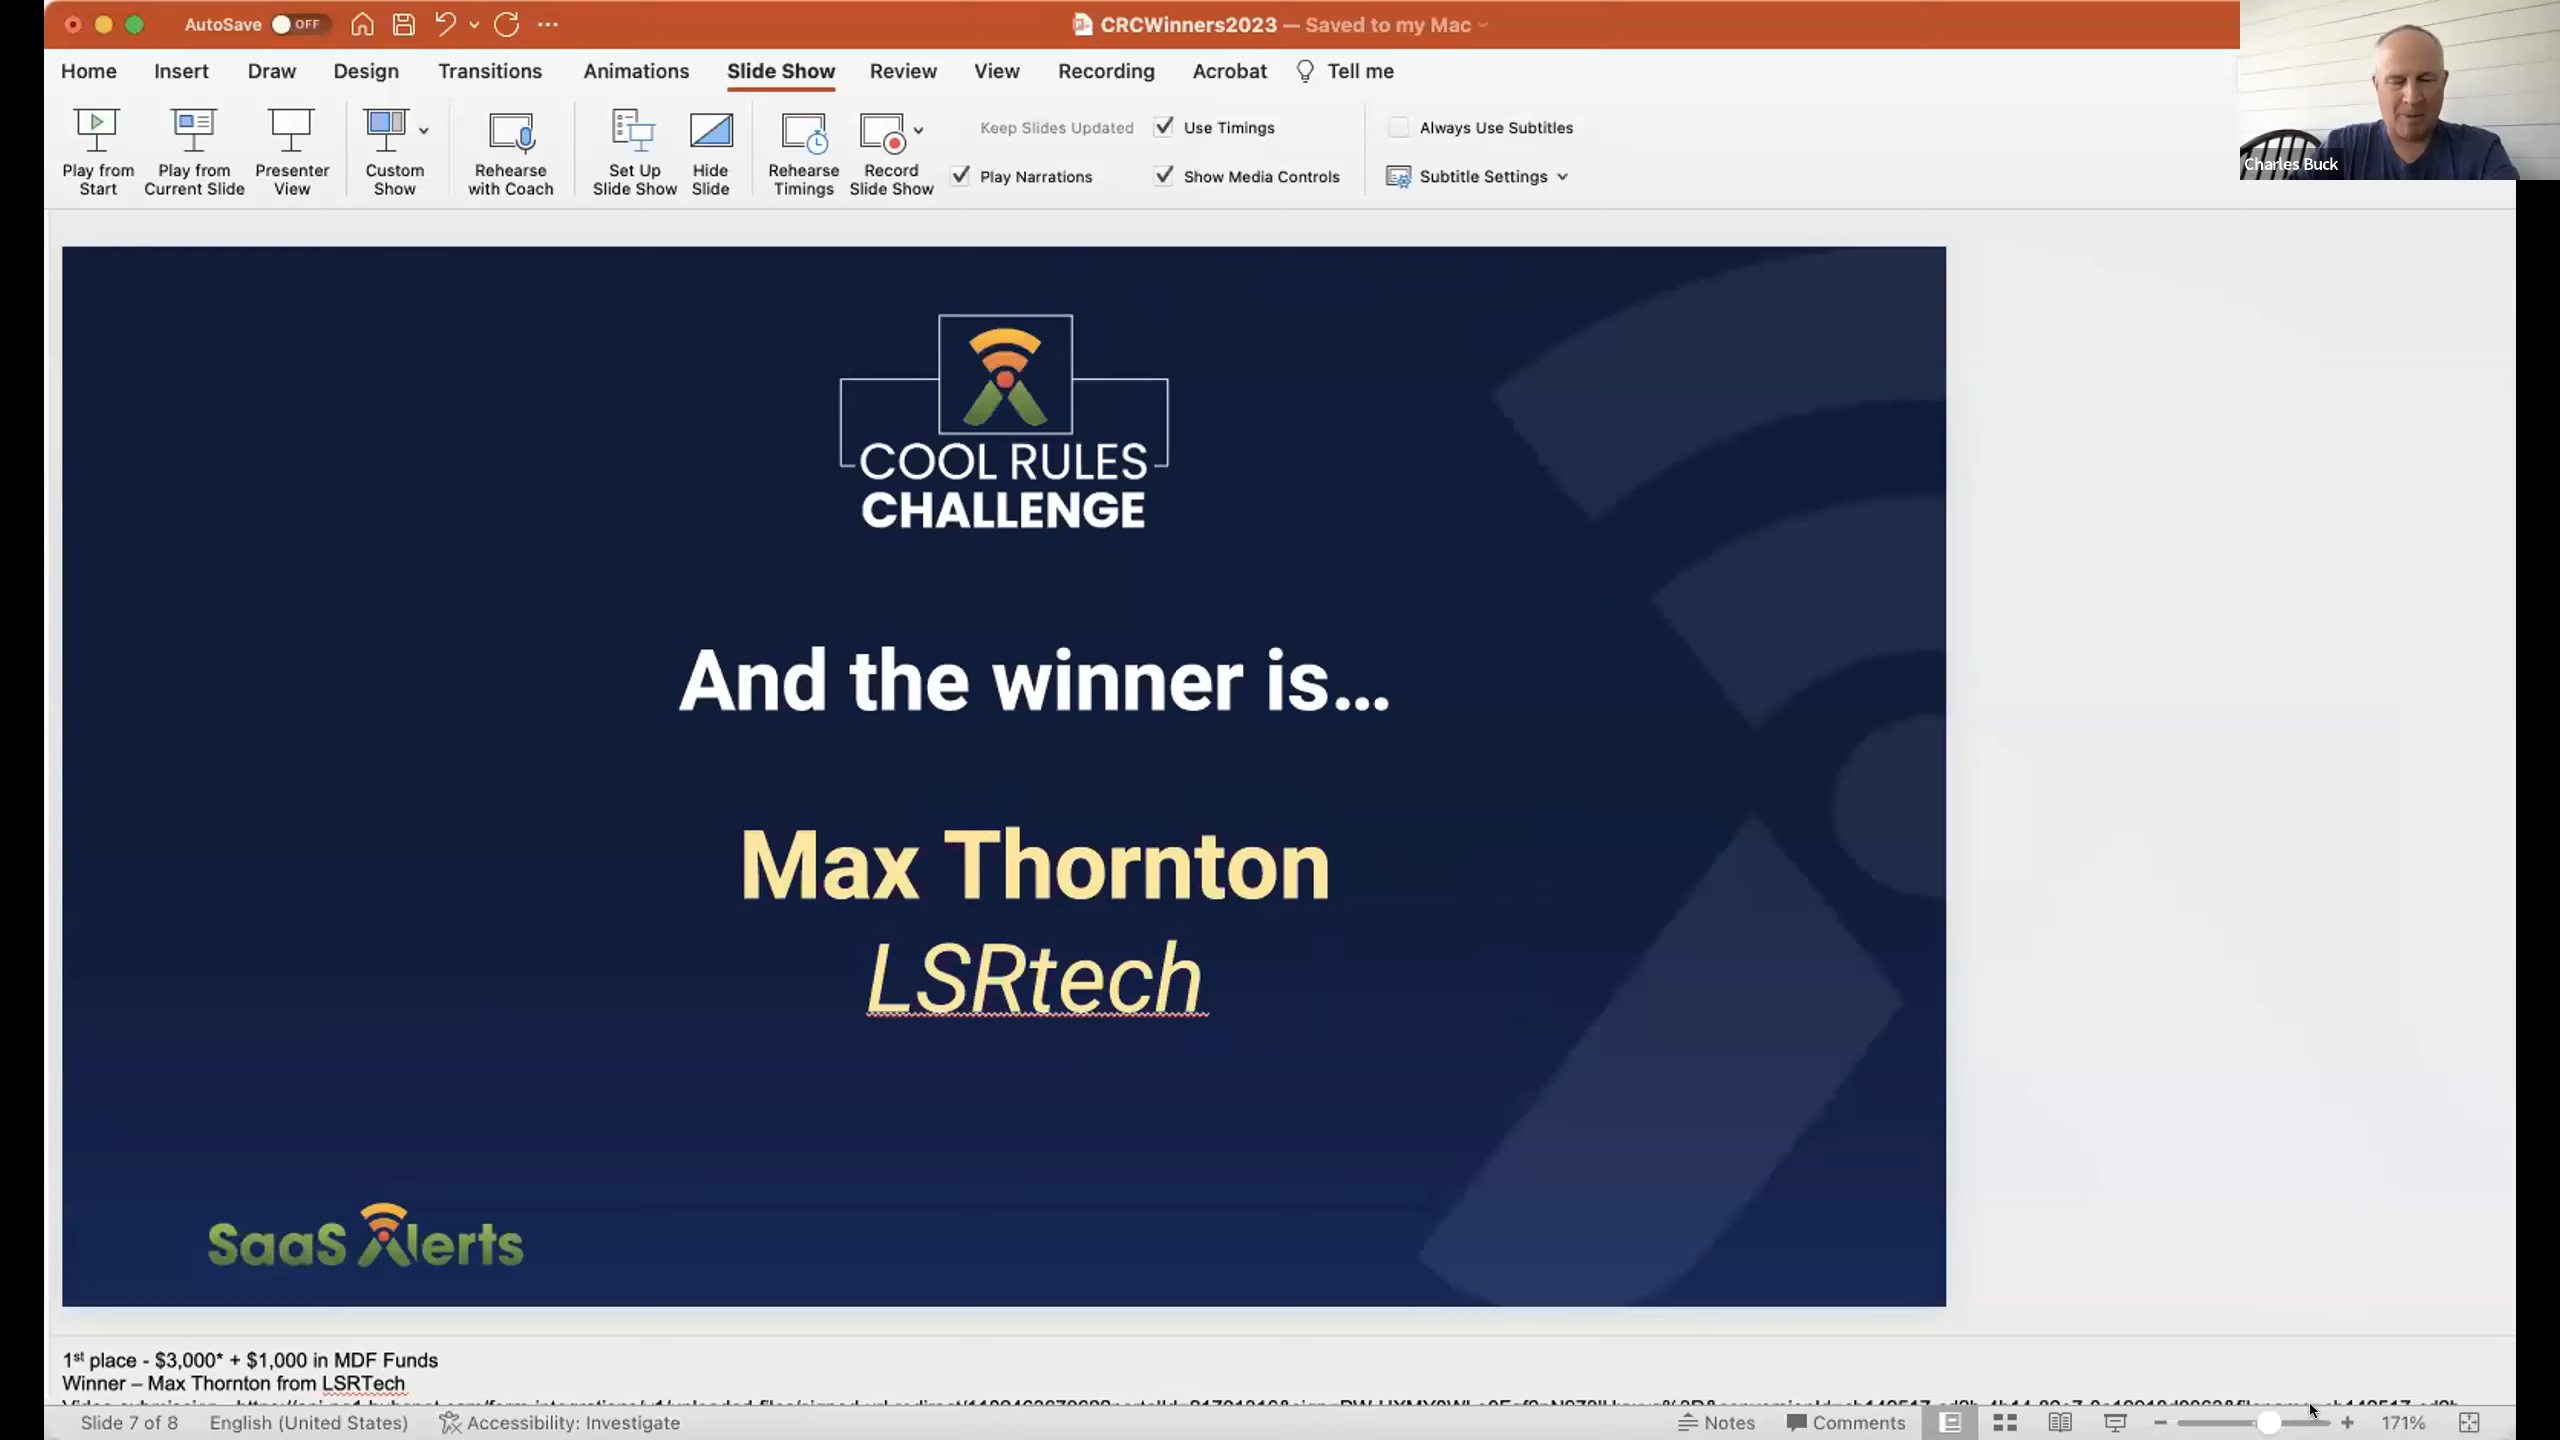 AutoSave OFF
CRCWinners2023 — Saved to my Mac
Home Insert Draw Design Transitions Animations Slide Show Review View Recording Acrobat Tell me
Play from Start
Play from Current Slide
Presenter View
Custom Show
Rehearse with Coach
Set Up Slide Show
Hide Slide
Rehearse Timings
Record Slide Show
Keep Slides Updated
Use Timings
Play Narrations
Show Media Controls
Always Use Subtitles
Subtitle Settings
Charles Buck
COOL RULES
CHALLENGE
And the winner is...
Max Thornton
LSRtech
SaaS Alerts
1st place - $3,000* + $1,000 in MDF Funds
Winner – Max Thornton from LSRTech
Slide 7 of 8 English (United States) Accessibility: Investigate Notes Comments 171%